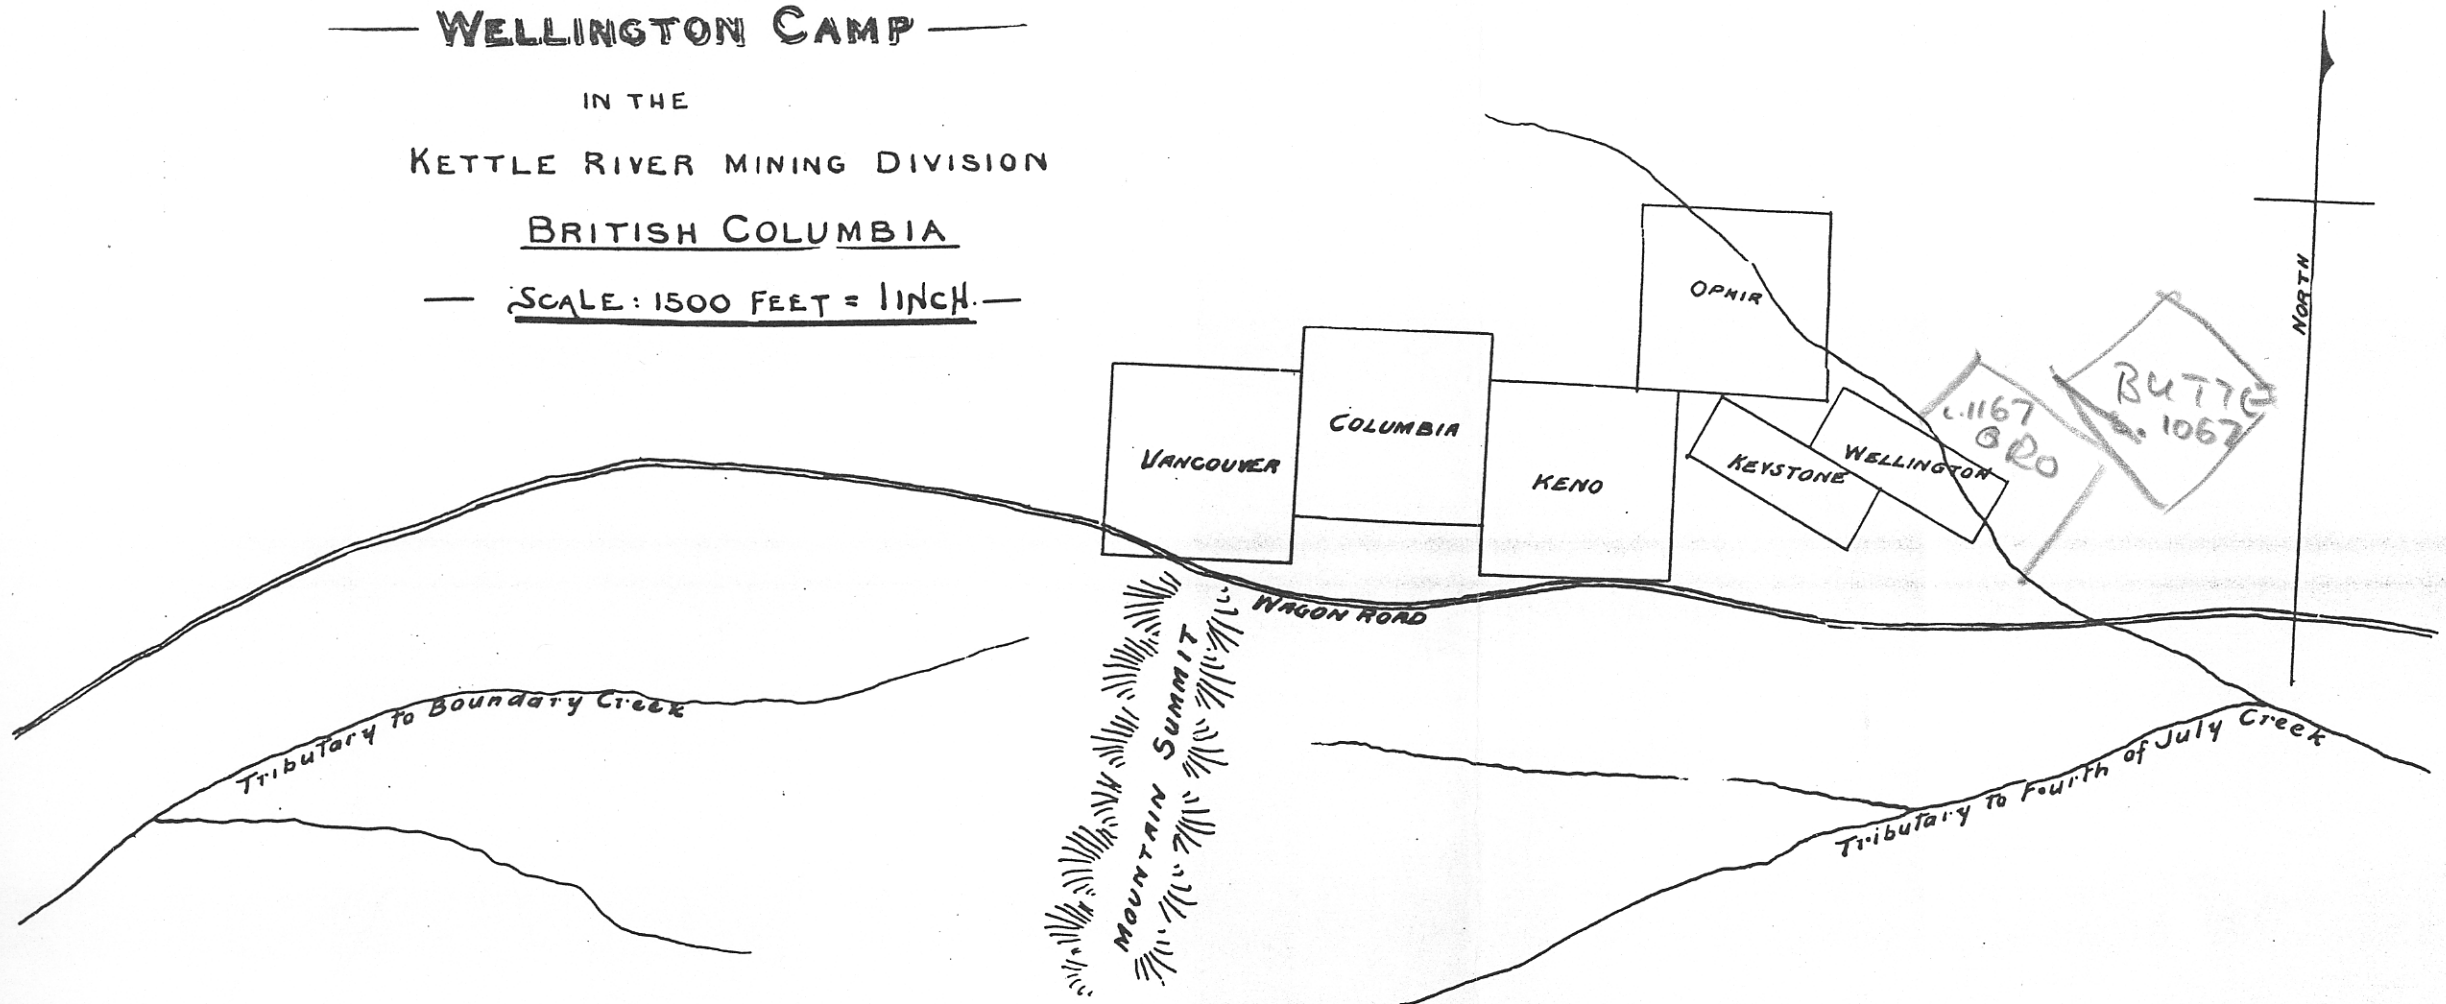 WELLINGTON CAMP
IN THE
KETTLE RIVER MINING DIVISION
BRITISH COLUMBIA
SCALE: 1500 FEET = 1 INCH.
NORTH
OPHIR
COLUMBIA
VANCOUVER
KENO
KEYSTONE
WELLINGTON
1167
BUTTE
1067
WAGON ROAD
MOUNTAIN SUMMIT
Tributary to Boundary Creek
Tributary to Fourth of July Creek